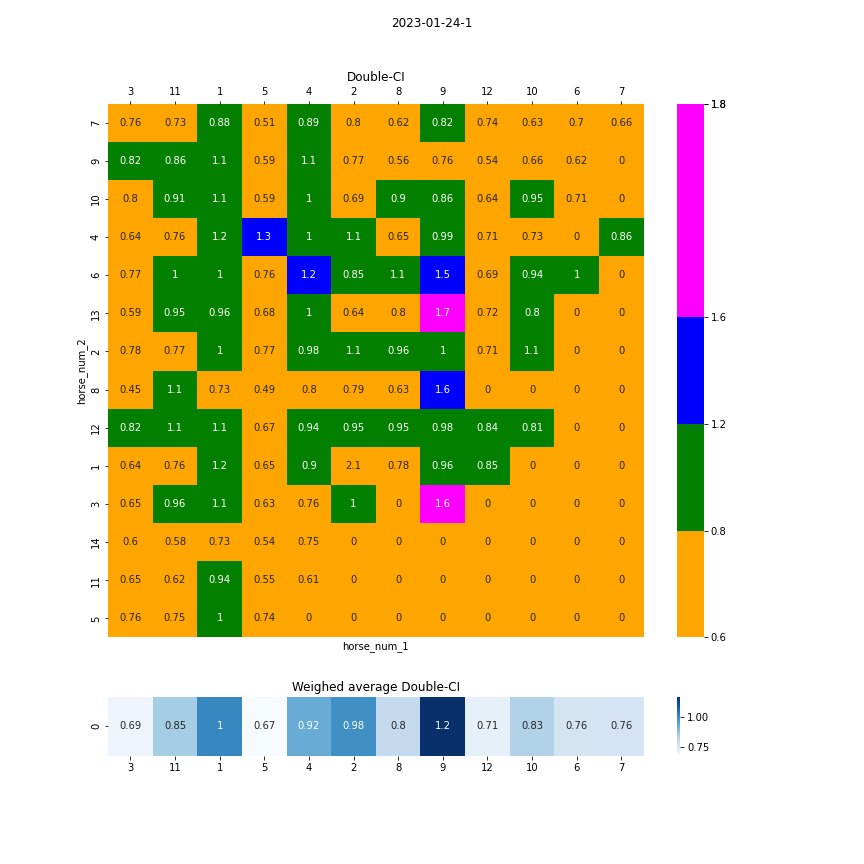 2023-01-24-1
Double-CI
3 11 1 5 4 2 8 9 12 10 6 7
1.8
7 0.76 0.73 0.88 0.51 0.89 0.8 0.62 0.82 0.74 0.63 0.7 0.66
9 0.82 0.86 1.1 0.59 1.1 0.77 0.56 0.76 0.54 0.66 0.62 0
10 0.8 0.91 1.1 0.59 1 0.69 0.9 0.86 0.64 0.95 0.71 0
4 0.64 0.76 1.2 1.3 1 1.1 0.65 0.99 0.71 0.73 0 0.86
6 0.77 1 1 0.76 1.2 0.85 1.1 1.5 0.69 0.94 1 0
13 0.59 0.95 0.96 0.68 1 0.64 0.8 1.7 0.72 0.8 0 0
1.6
2 0.78 0.77 1 0.77 0.98 1.1 0.96 1 0.71 1.1 0 0
horse_num_2
8 0.45 1.1 0.73 0.49 0.8 0.79 0.63 1.6 0 0 0 0
1.2
12 0.82 1.1 1.1 0.67 0.94 0.95 0.95 0.98 0.84 0.81 0 0
1 0.64 0.76 1.2 0.65 0.9 2.1 0.78 0.96 0.85 0 0 0
3 0.65 0.96 1.1 0.63 0.76 1 0 1.6 0 0 0 0
0.8
14 0.6 0.58 0.73 0.54 0.75 0 0 0 0 0 0 0
11 0.65 0.62 0.94 0.55 0.61 0 0 0 0 0 0 0
5 0.76 0.75 1 0.74 0 0 0 0 0 0 0 0
0.6
horse_num_1
Weighed average Double-CI
0 0.69 0.85 1 0.67 0.92 0.98 0.8 1.2 0.71 0.83 0.76 0.76
1.00
0.75
3 11 1 5 4 2 8 9 12 10 6 7